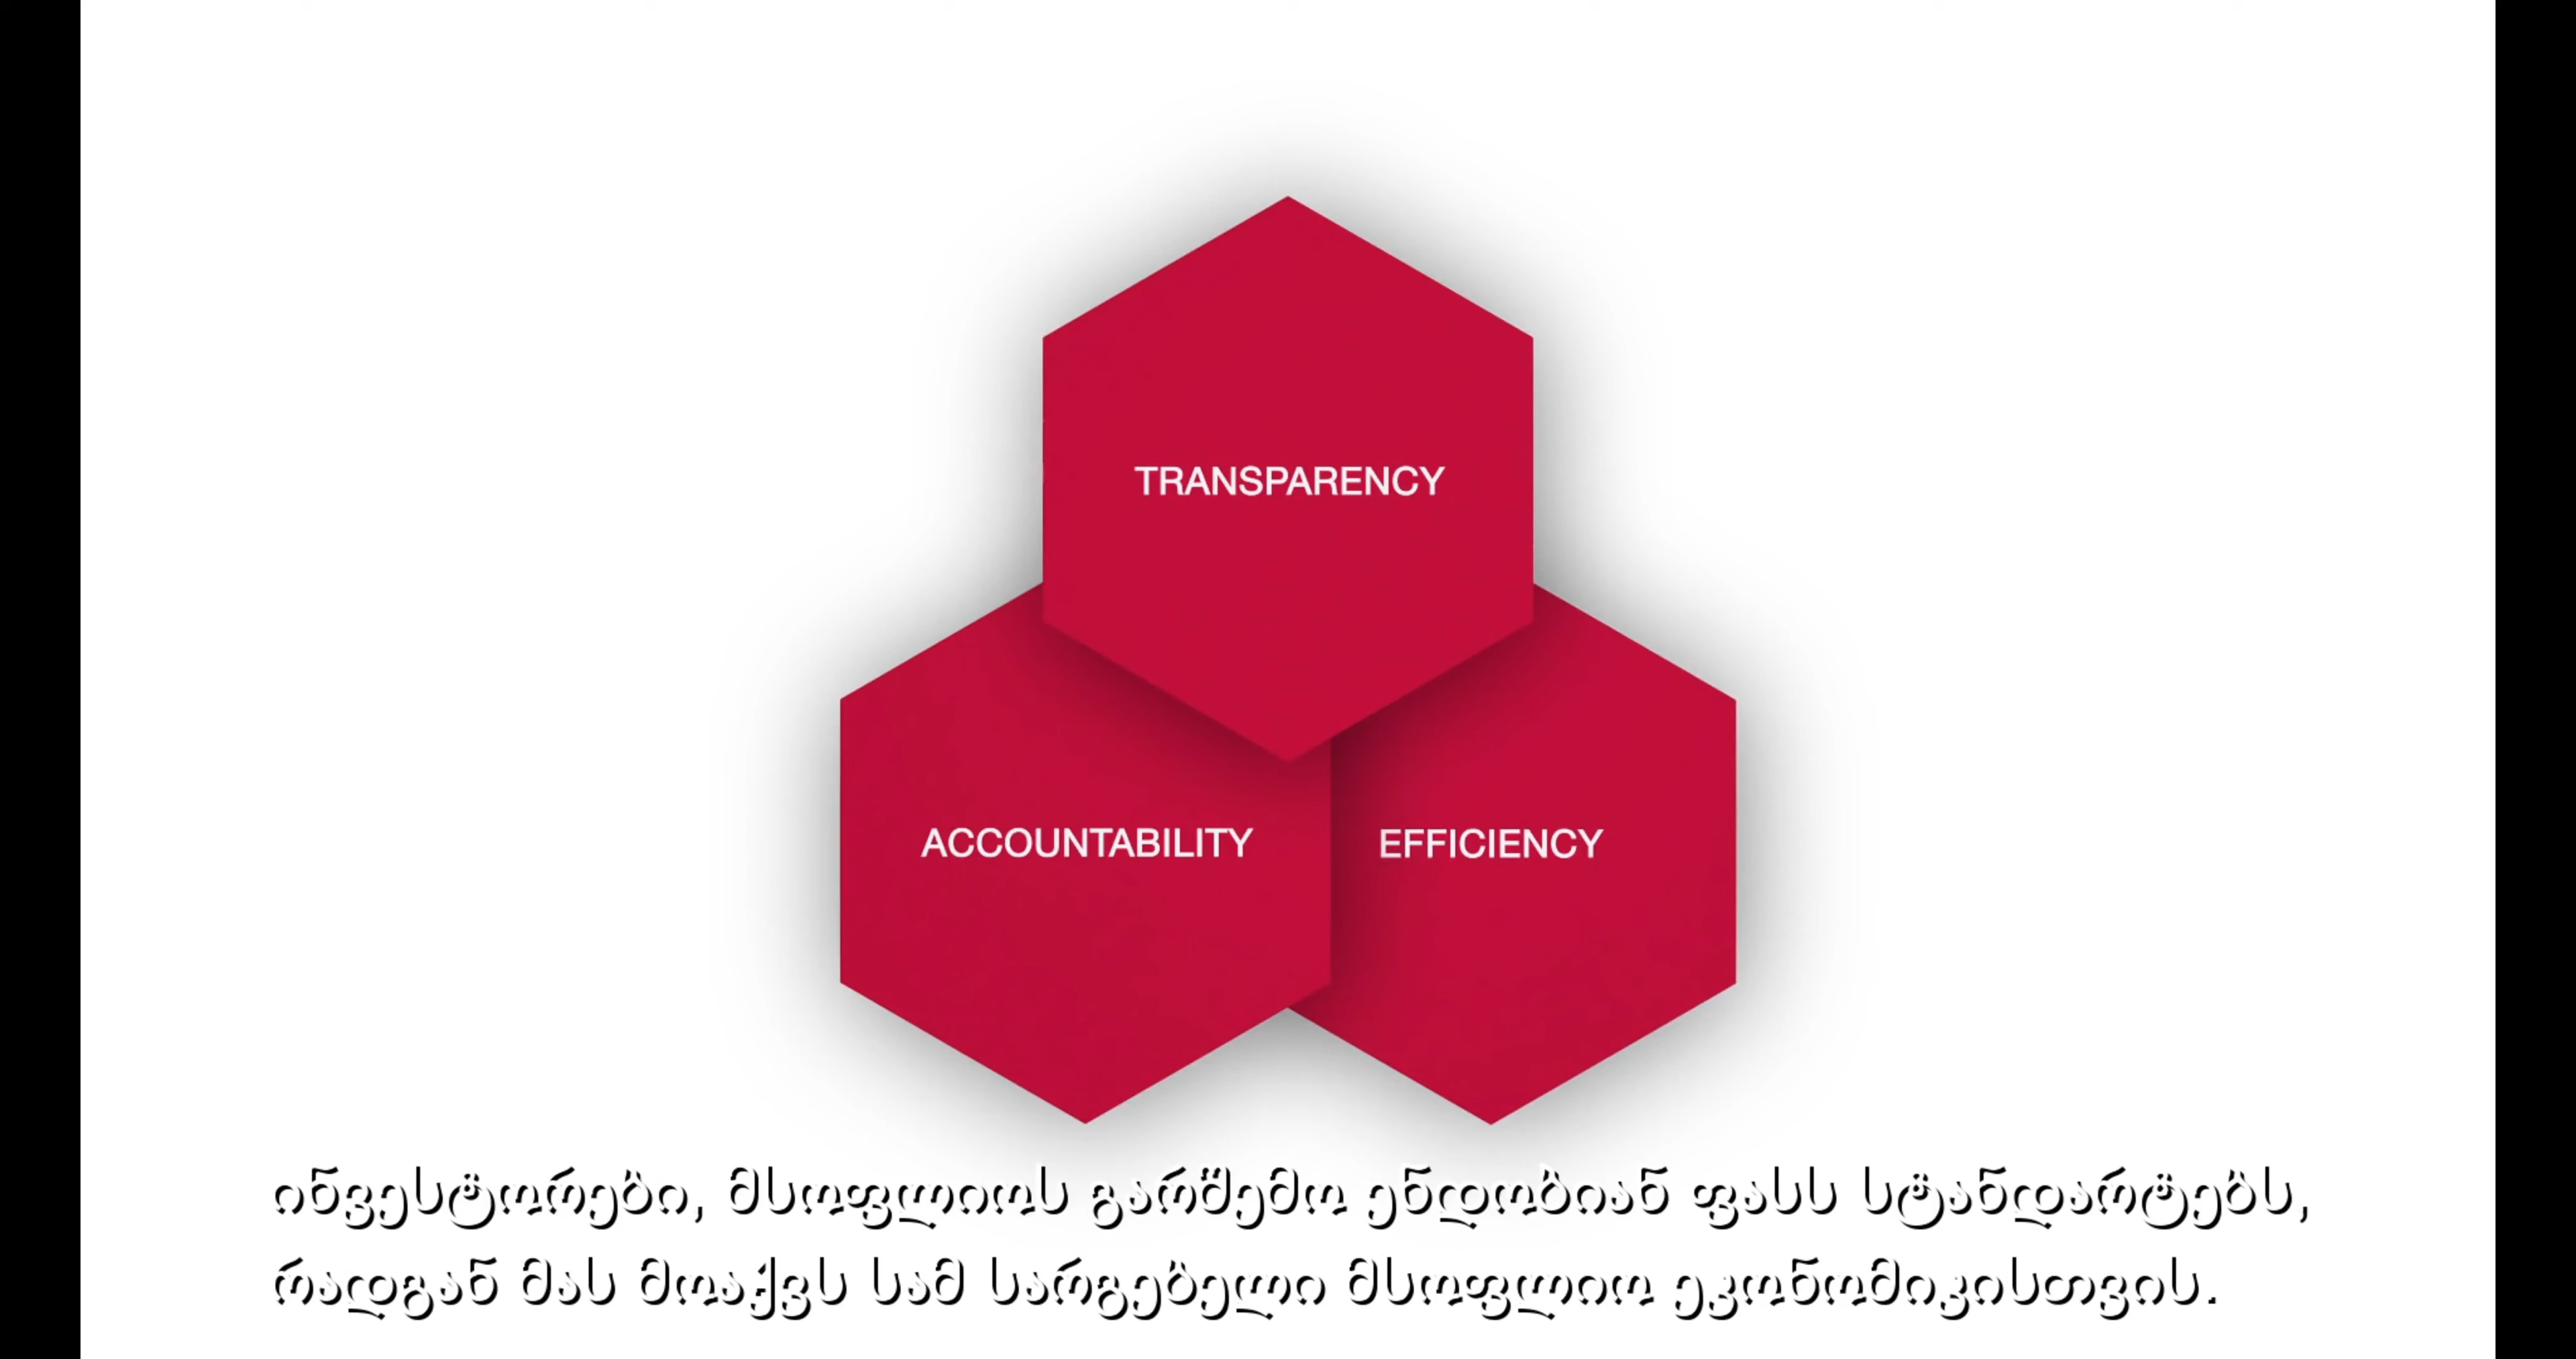 TRANSPARENCY
ACCOUNTABILITY
EFFICIENCY
ინვესტორები, მსოფლიოს გარშემო ენდობიან ფასს სტანდარტებს,
რადგან მას მოაქვს სამ სარგებელი მსოფლიო ეკონომიკისთვის.